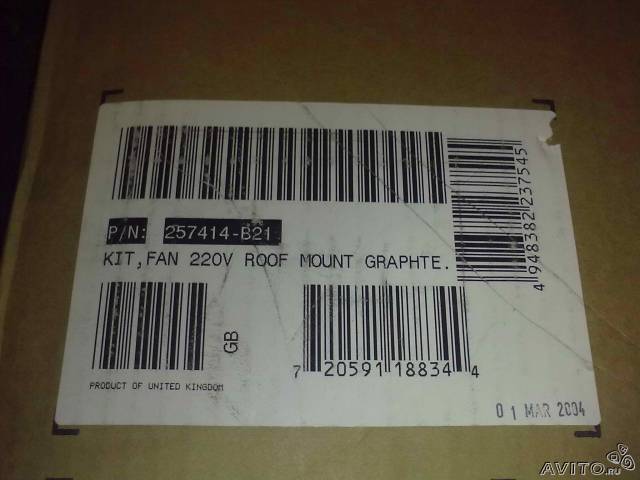 P/N: 257414-B21
KIT, FAN 220V ROOF MOUNT GRAPHTE.
4948382237545
GB
7 20591 18834 4
PRODUCT OF UNITED KINGDOM
01 MAR 2004
AVITO.RU